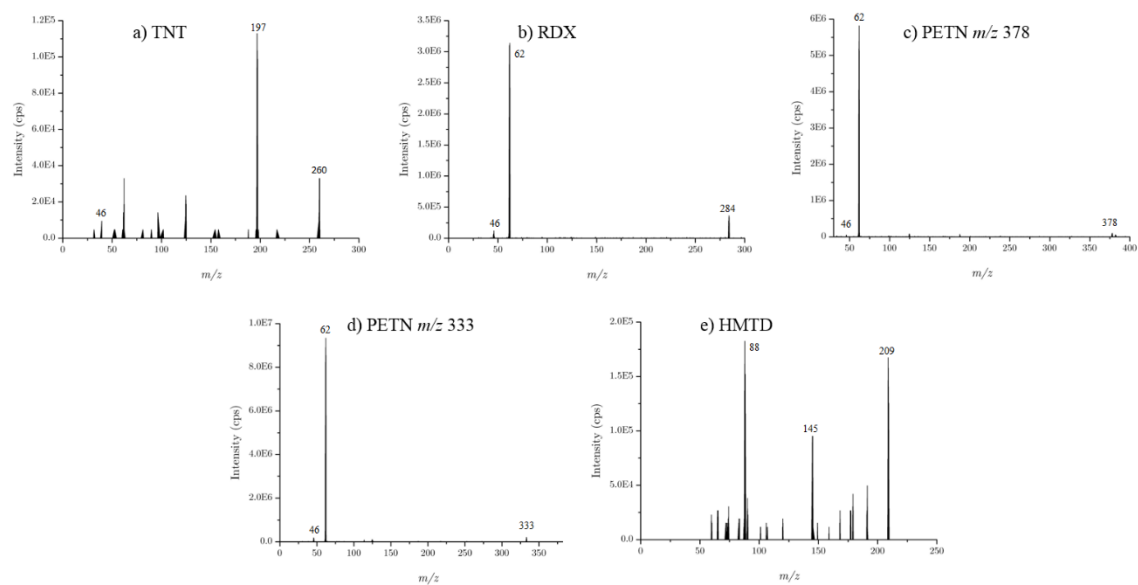 a) TNT
Intensity (cps)
1.2E5
1.0E5
8.0E4
6.0E4
4.0E4
2.0E4
0.0
197
260
46
0 50 100 150 200 250 300
m/z
b) RDX
Intensity (cps)
3.5E6
3.0E6
2.5E6
2.0E6
1.5E6
1.0E6
5.0E5
0.0
62
46
284
0 50 100 150 200 250 300
m/z
c) PETN m/z 378
Intensity (cps)
6E6
5E6
4E6
3E6
2E6
1E6
0
62
46
378
50 100 150 200 250 300 350 400
m/z
d) PETN m/z 333
Intensity (cps)
1.0E7
8.0E6
6.0E6
4.0E6
2.0E6
0.0
62
46
333
0 50 100 150 200 250 300 350
m/z
e) HMTD
Intensity (cps)
2.0E5
1.5E5
1.0E5
5.0E4
0.0
88
145
209
0 50 100 150 200 250
m/z